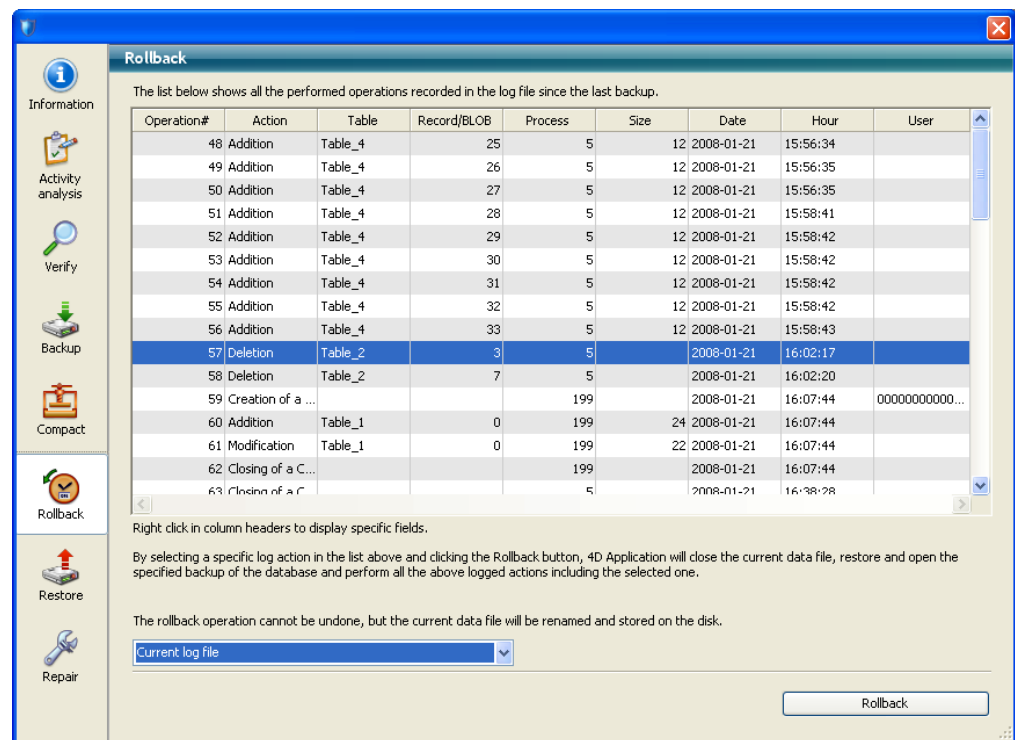 Rollback
Information
Activity
analysis
Verify
Backup
Compact
Rollback
Restore
Repair
The list below shows all the performed operations recorded in the log file since the last backup.
Operation# Action Table Record/BLOB Process Size Date Hour User
48 Addition Table_4 25 5 12 2008-01-21 15:56:34
49 Addition Table_4 26 5 12 2008-01-21 15:56:35
50 Addition Table_4 27 5 12 2008-01-21 15:56:35
51 Addition Table_4 28 5 12 2008-01-21 15:58:41
52 Addition Table_4 29 5 12 2008-01-21 15:58:42
53 Addition Table_4 30 5 12 2008-01-21 15:58:42
54 Addition Table_4 31 5 12 2008-01-21 15:58:42
55 Addition Table_4 32 5 12 2008-01-21 15:58:42
56 Addition Table_4 33 5 12 2008-01-21 15:58:43
57 Deletion Table_2 3 5 2008-01-21 16:02:17
58 Deletion Table_2 7 5 2008-01-21 16:02:20
59 Creation of a ... 199 2008-01-21 16:07:44 00000000000...
60 Addition Table_1 0 199 24 2008-01-21 16:07:44
61 Modification Table_1 0 199 22 2008-01-21 16:07:44
62 Closing of a C... 199 2008-01-21 16:07:44
63 Closing of a C 5 2008-01-21 16:38:28
Right click in column headers to display specific fields.
By selecting a specific log action in the list above and clicking the Rollback button, 4D Application will close the current data file, restore and open the
specified backup of the database and perform all the above logged actions including the selected one.
The rollback operation cannot be undone, but the current data file will be renamed and stored on the disk.
Current log file
Rollback